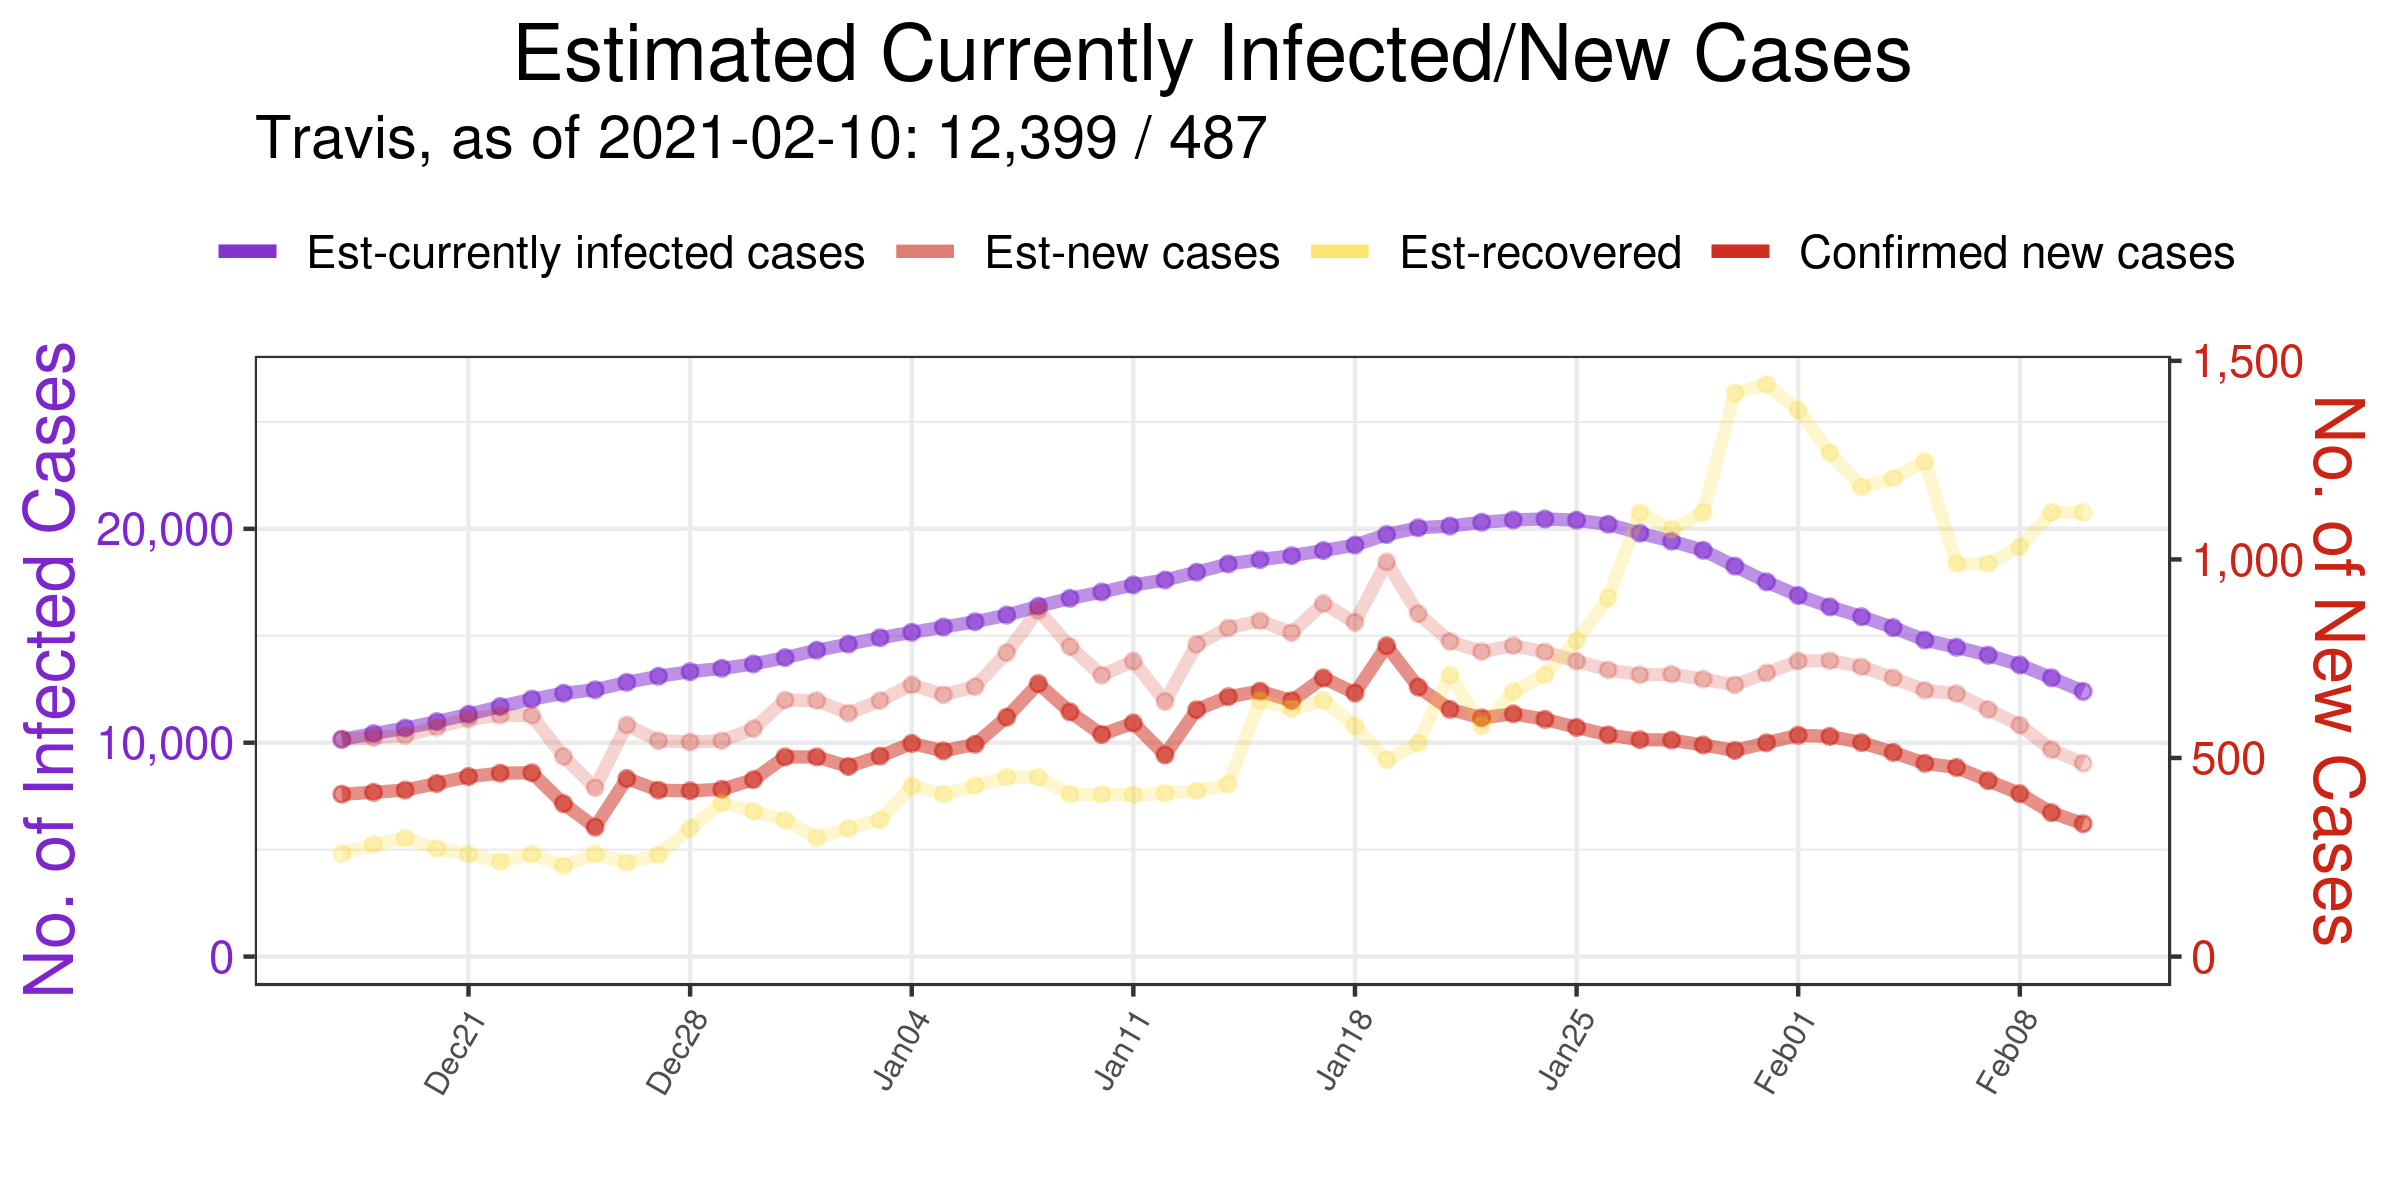 Estimated Currently Infected/New Cases
Travis, as of 2021-02-10: 12,399 / 487
Est-currently infected cases Est-new cases Est-recovered Confirmed new cases
No. of Infected Cases
20,000
10,000
0
1,500
1,000
500
0
No. of New Cases
Dec21 Dec28 Jan04 Jan11 Jan18 Jan25 Feb01 Feb08